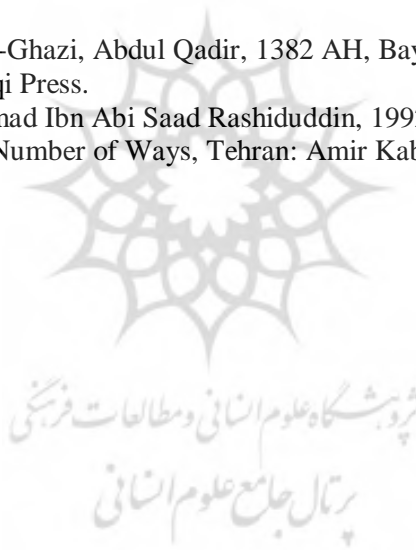 -Ghazi, Abdul Qadir, 1382 AH, Bay
qi Press.
mad Ibn Abi Saad Rashiduddin, 199
Number of Ways, Tehran: Amir Kab
پژوهشگاه علوم انسانی و مطالعات فرهنگی
پرتال جامع علوم انسانی